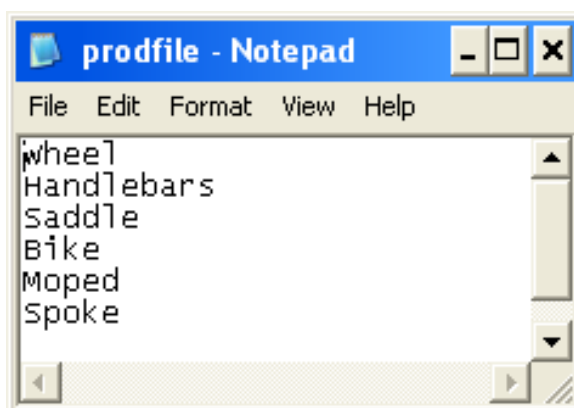 prodfile - Notepad
File Edit Format View Help
Wheel
Handlebars
Saddle
Bike
Moped
Spoke